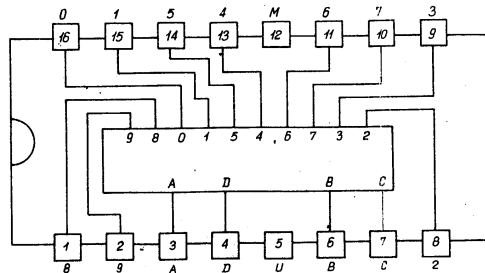 0 1 5 4 M 6 7 3
16 15 14 13 12 11 10 9
9 8 0 1 5 4 6 7 3 2
A D B C
1 2 3 4 5 6 7 8
8 9 A D U B C 2